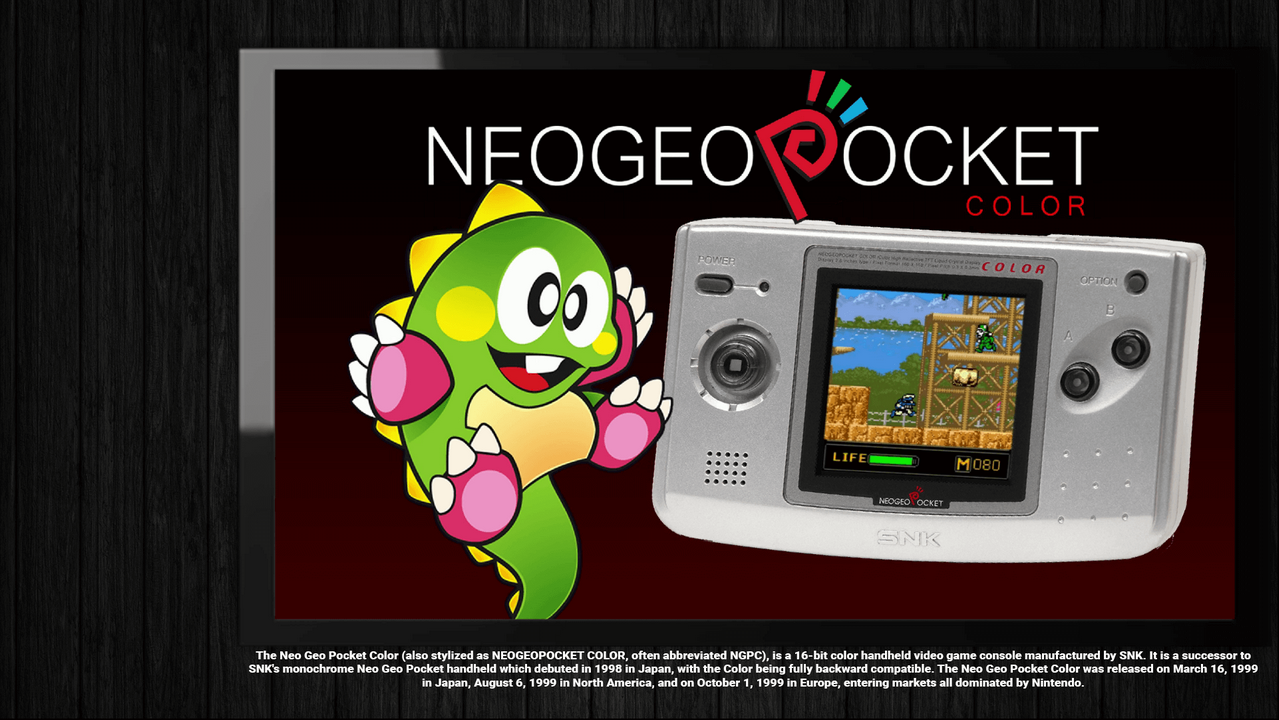 NEOGEOPOCKET
COLOR
POWER
COLOR
OPTION
B
A
LIFE
M080
NEOGEOPOCKET
SNK
The Neo Geo Pocket Color (also stylized as NEOGEOPOCKET COLOR, often abbreviated NGPC), is a 16-bit color handheld video game console manufactured by SNK. It is a successor to
SNK's monochrome Neo Geo Pocket handheld which debuted in 1998 in Japan, with the Color being fully backward compatible. The Neo Geo Pocket Color was released on March 16, 1999
in Japan, August 6, 1999 in North America, and on October 1, 1999 in Europe, entering markets all dominated by Nintendo.